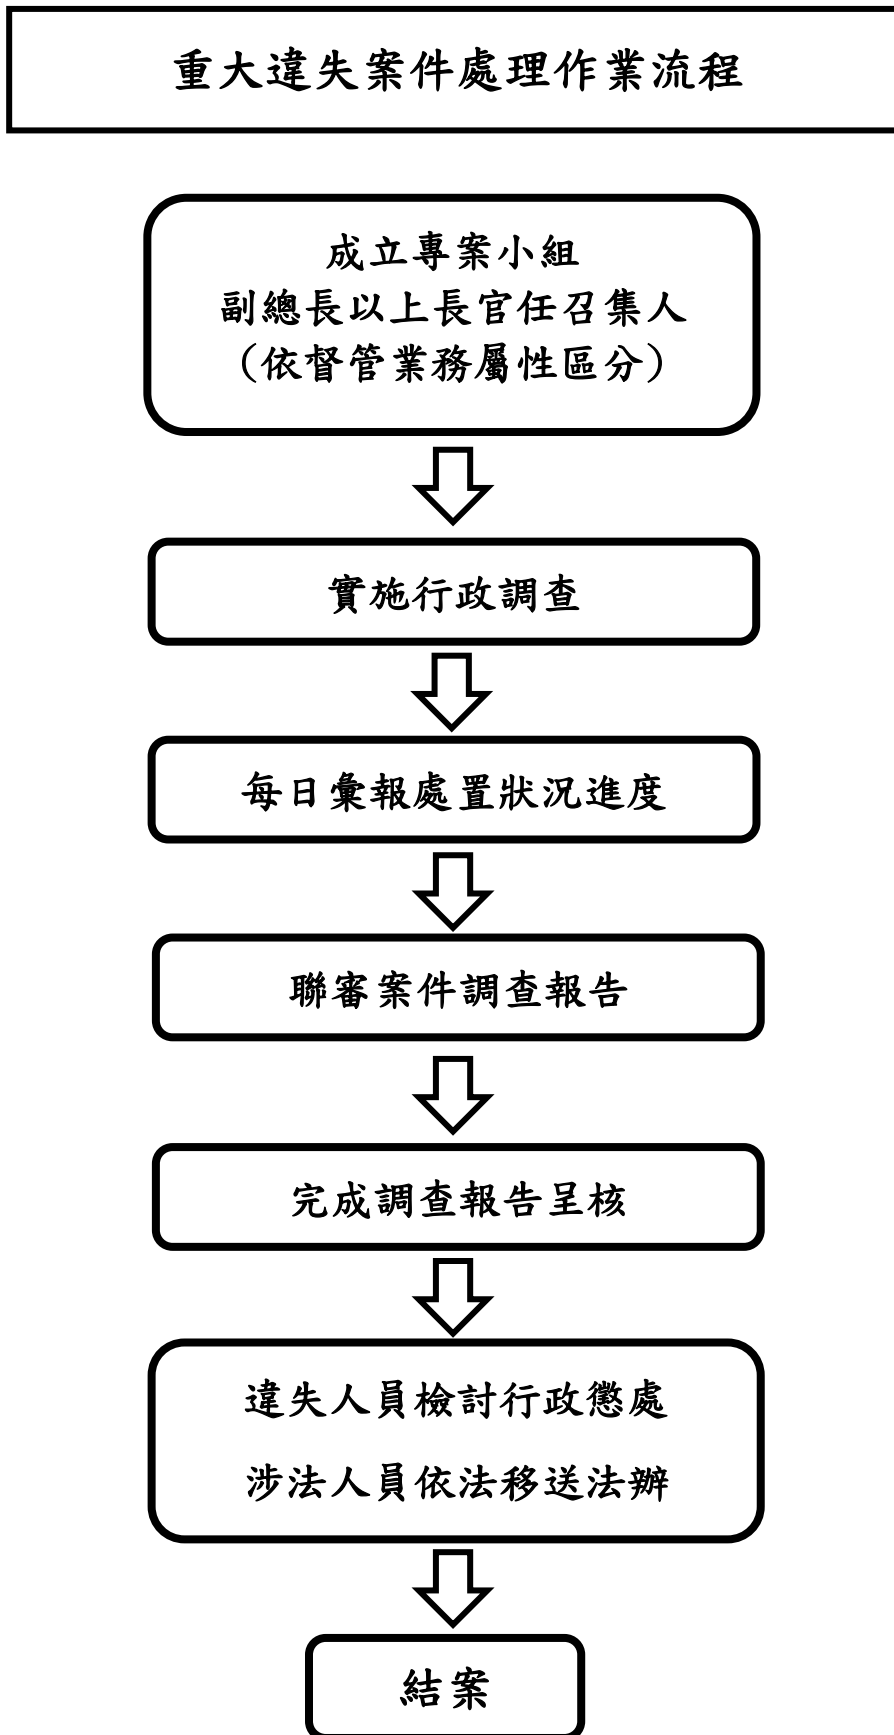 重大違失案件處理作業流程
成立專案小組
副總長以上長官任召集人
（依督管業務屬性區分）
實施行政調查
每日彙報處置狀況進度
聯審案件調查報告
完成調查報告呈核
違失人員檢討行政懲處
涉法人員依法移送法辦
結案